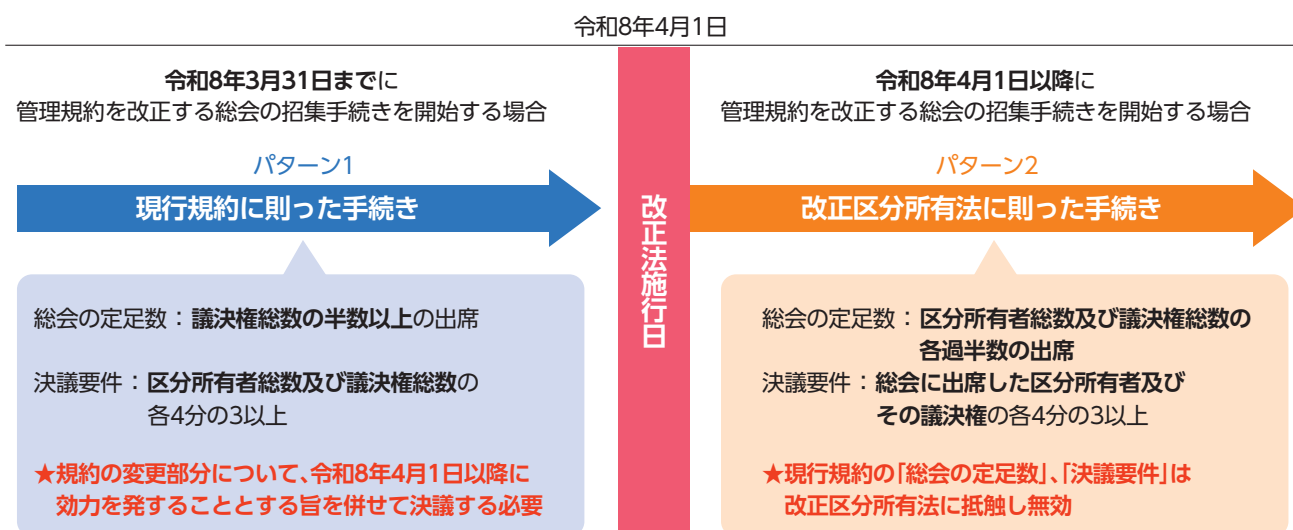 令和8年4月1日
令和8年3月31日までに
管理規約を改正する総会の招集手続きを開始する場合
パターン1
現行規約に則った手続き
総会の定足数：議決権総数の半数以上の出席
決議要件：区分所有者総数及び議決権総数の
各4分の3以上
★規約の変更部分について、令和8年4月1日以降に
効力を発することとする旨を併せて決議する必要
改正法施行日
令和8年4月1日以降に
管理規約を改正する総会の招集手続きを開始する場合
パターン2
改正区分所有法に則った手続き
総会の定足数：区分所有者総数及び議決権総数の
各過半数の出席
決議要件：総会に出席した区分所有者及び
その議決権の各4分の3以上
★現行規約の｢総会の定足数｣、｢決議要件｣は
改正区分所有法に抵触し無効